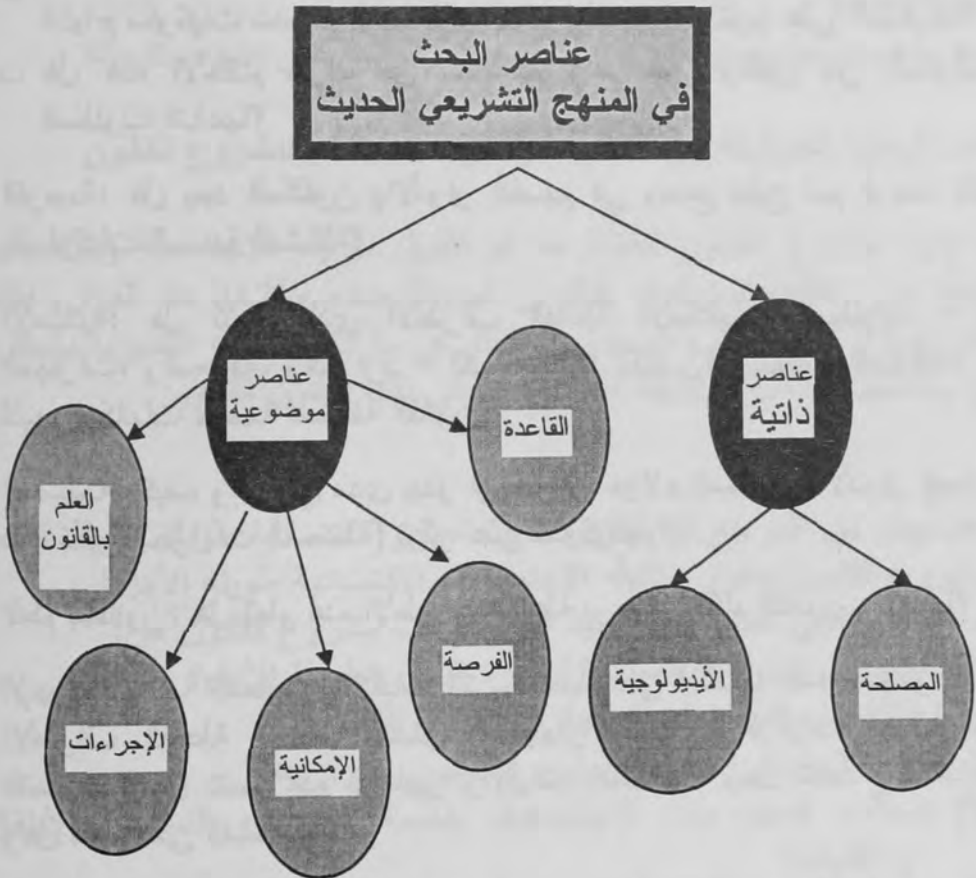 عناصر البحث
في المنهج التشريعي الحديث
عناصر
ذاتية
عناصر
موضوعية
القاعدة
العلم
بالقانون
الفرصة
الأيديولوجية
المصلحة
الإجراءات
الإمكانية